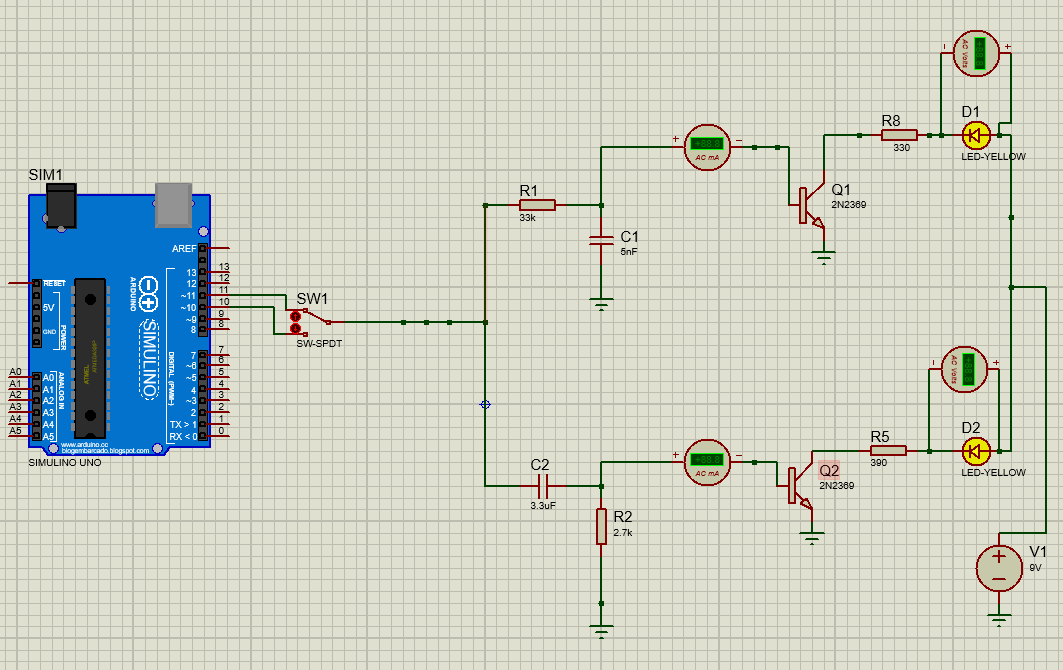 SIM1
AREF
13
13
12
12
11
~11
10
~10
9
~9
8
8
RESET
5V
GND
POWER
ARDUINO
SIMULINO
ANALOG IN
DIGITAL (PWM~)
7
7
6
~6
5
~5
4
4
3
~3
2
2
1
TX > 1
0
RX < 0
A0
A0
A1
A1
A2
A2
A3
A3
A4
A4
A5
A5
www.arduino.cc
blogembarcado.blogspot.com
SIMULINO UNO
SW1
SW-SPDT
R1
33k
C1
5nF
+
-
+88.8
AC mA
Q1
2N2369
R8
330
-
+
AC Volts
D1
LED-YELLOW
C2
3.3uF
R2
2.7k
+
-
+88.8
AC mA
Q2
2N2369
R5
390
-
+
AC Volts
D2
LED-YELLOW
V1
9V